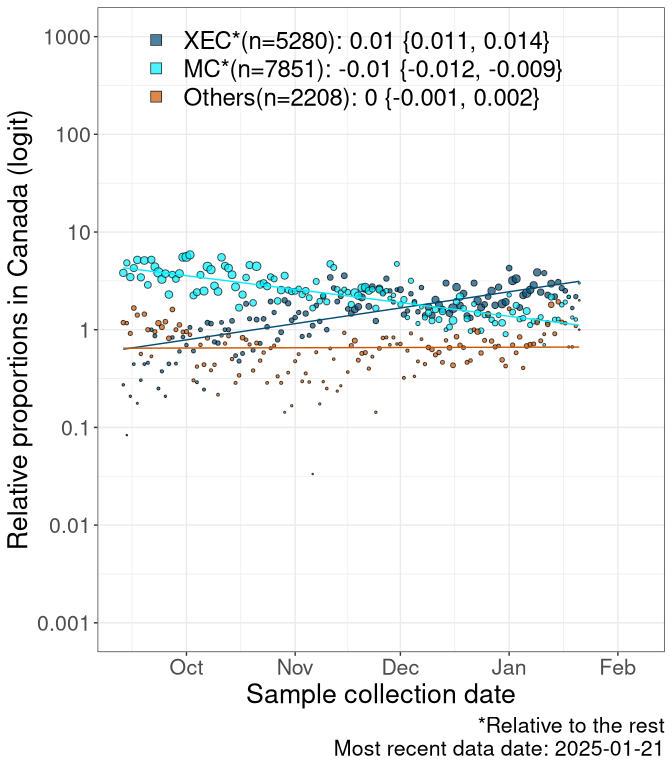 XEC*(n=5280): 0.01 {0.011, 0.014}
MC*(n=7851): -0.01 {-0.012, -0.009}
Others(n=2208): 0 {-0.001, 0.002}
Relative proportions in Canada (logit)
1000
100
10
1
0.1
0.01
0.001
Oct Nov Dec Jan Feb
Sample collection date
*Relative to the rest
Most recent data date: 2025-01-21